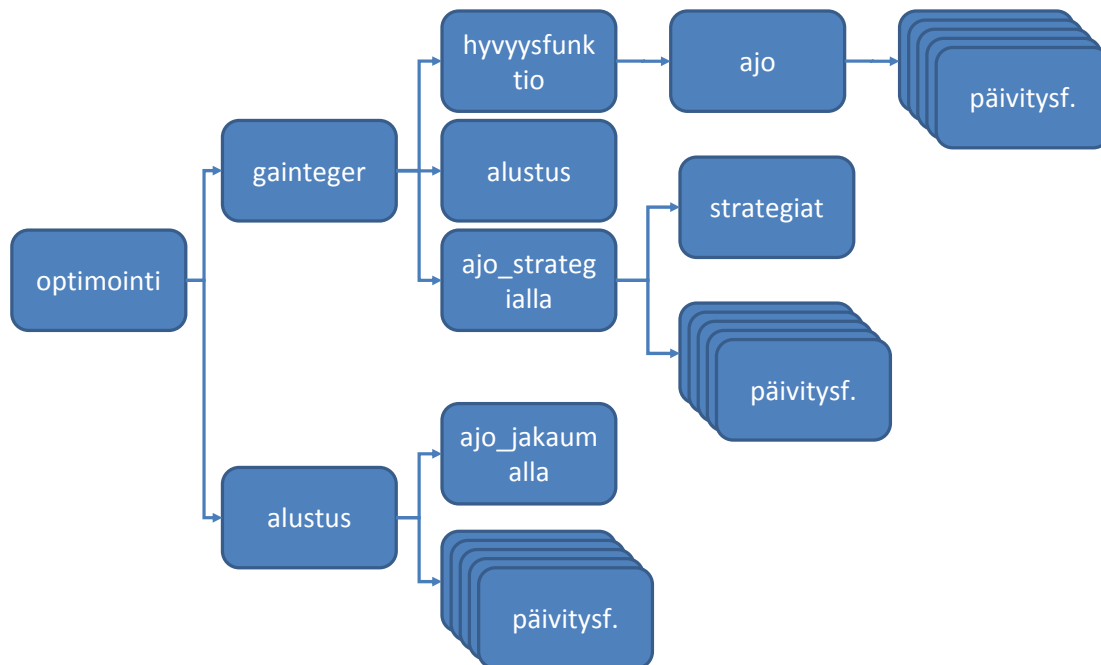 hyvyysfunk
tio
ajo
päivitysf.
gainteger
alustus
strategiat
optimointi
ajo_strateg
ialla
päivitysf.
ajo_jakaum
alla
alustus
päivitysf.